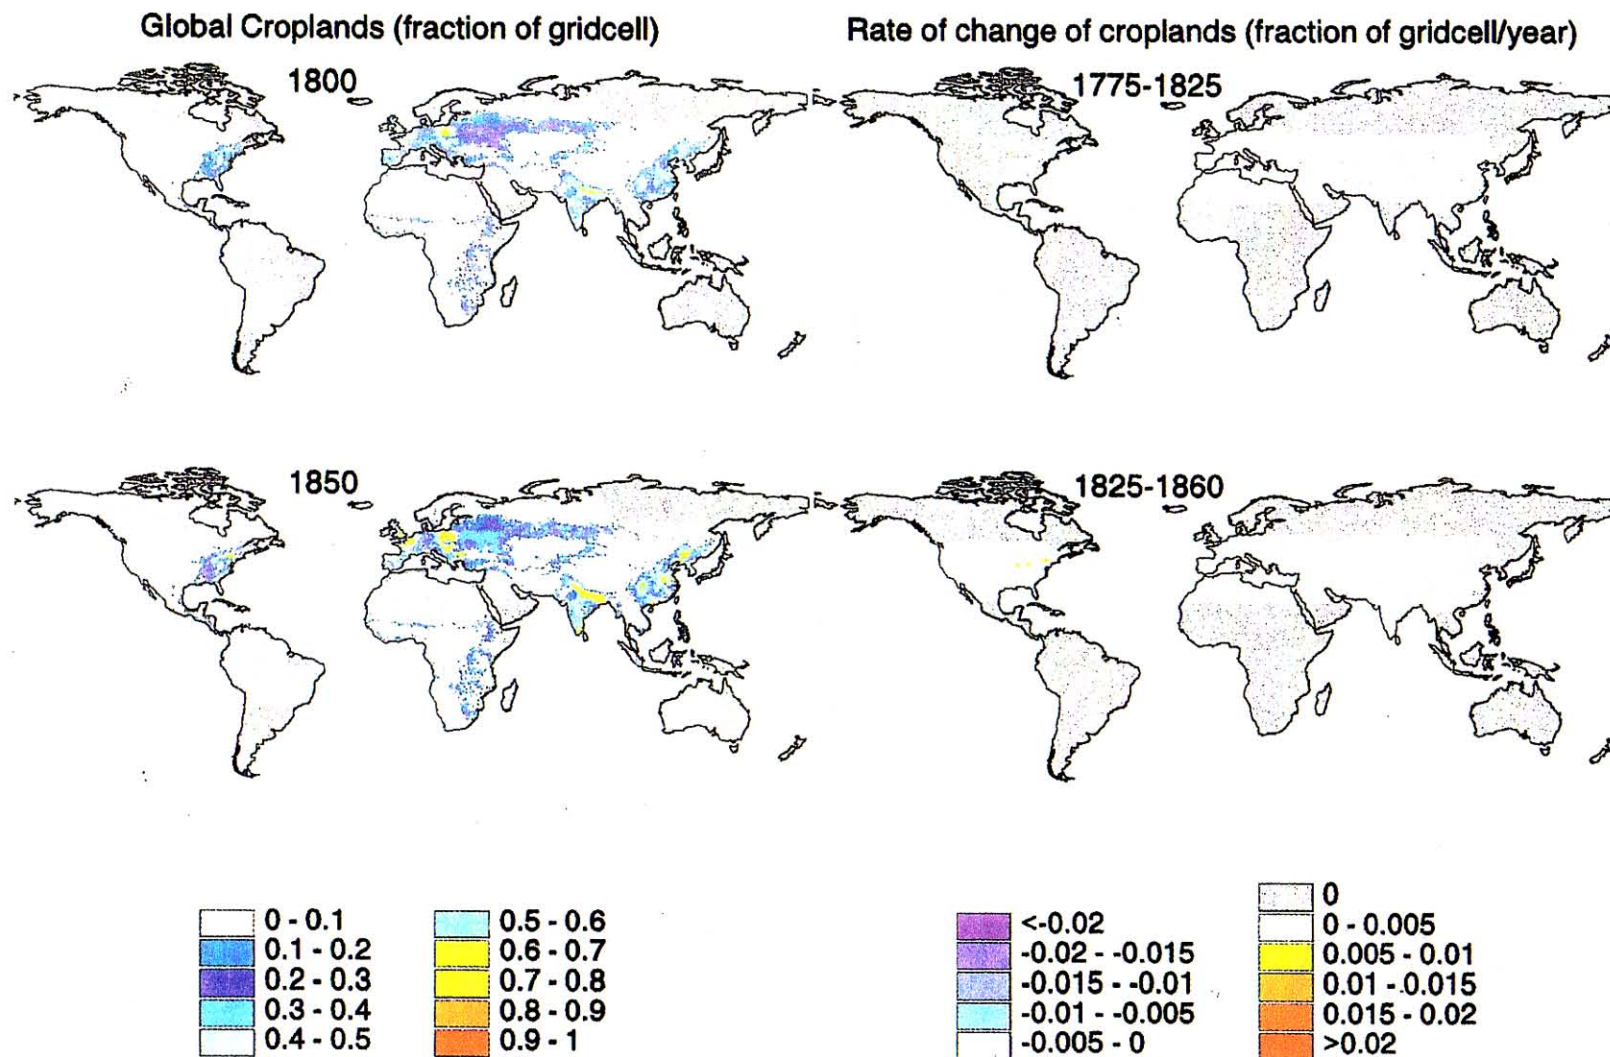 Global Croplands (fraction of gridcell)
Rate of change of croplands (fraction of gridcell/year)
1800
1775-1825
1850
1825-1860
0 - 0.1
0.1 - 0.2
0.2 - 0.3
0.3 - 0.4
0.4 - 0.5
0.5 - 0.6
0.6 - 0.7
0.7 - 0.8
0.8 - 0.9
0.9 - 1
<-0.02
-0.02 - -0.015
-0.015 - -0.01
-0.01 - -0.005
-0.005 - 0
0
0 - 0.005
0.005 - 0.01
0.01 - 0.015
0.015 - 0.02
>0.02